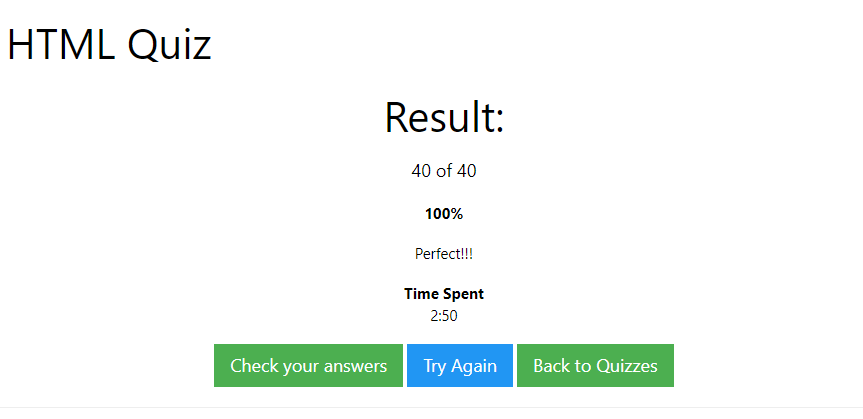 HTML Quiz
Result:
40 of 40
100%
Perfect!!!
Time Spent
2:50
Check your answers Try Again Back to Quizzes